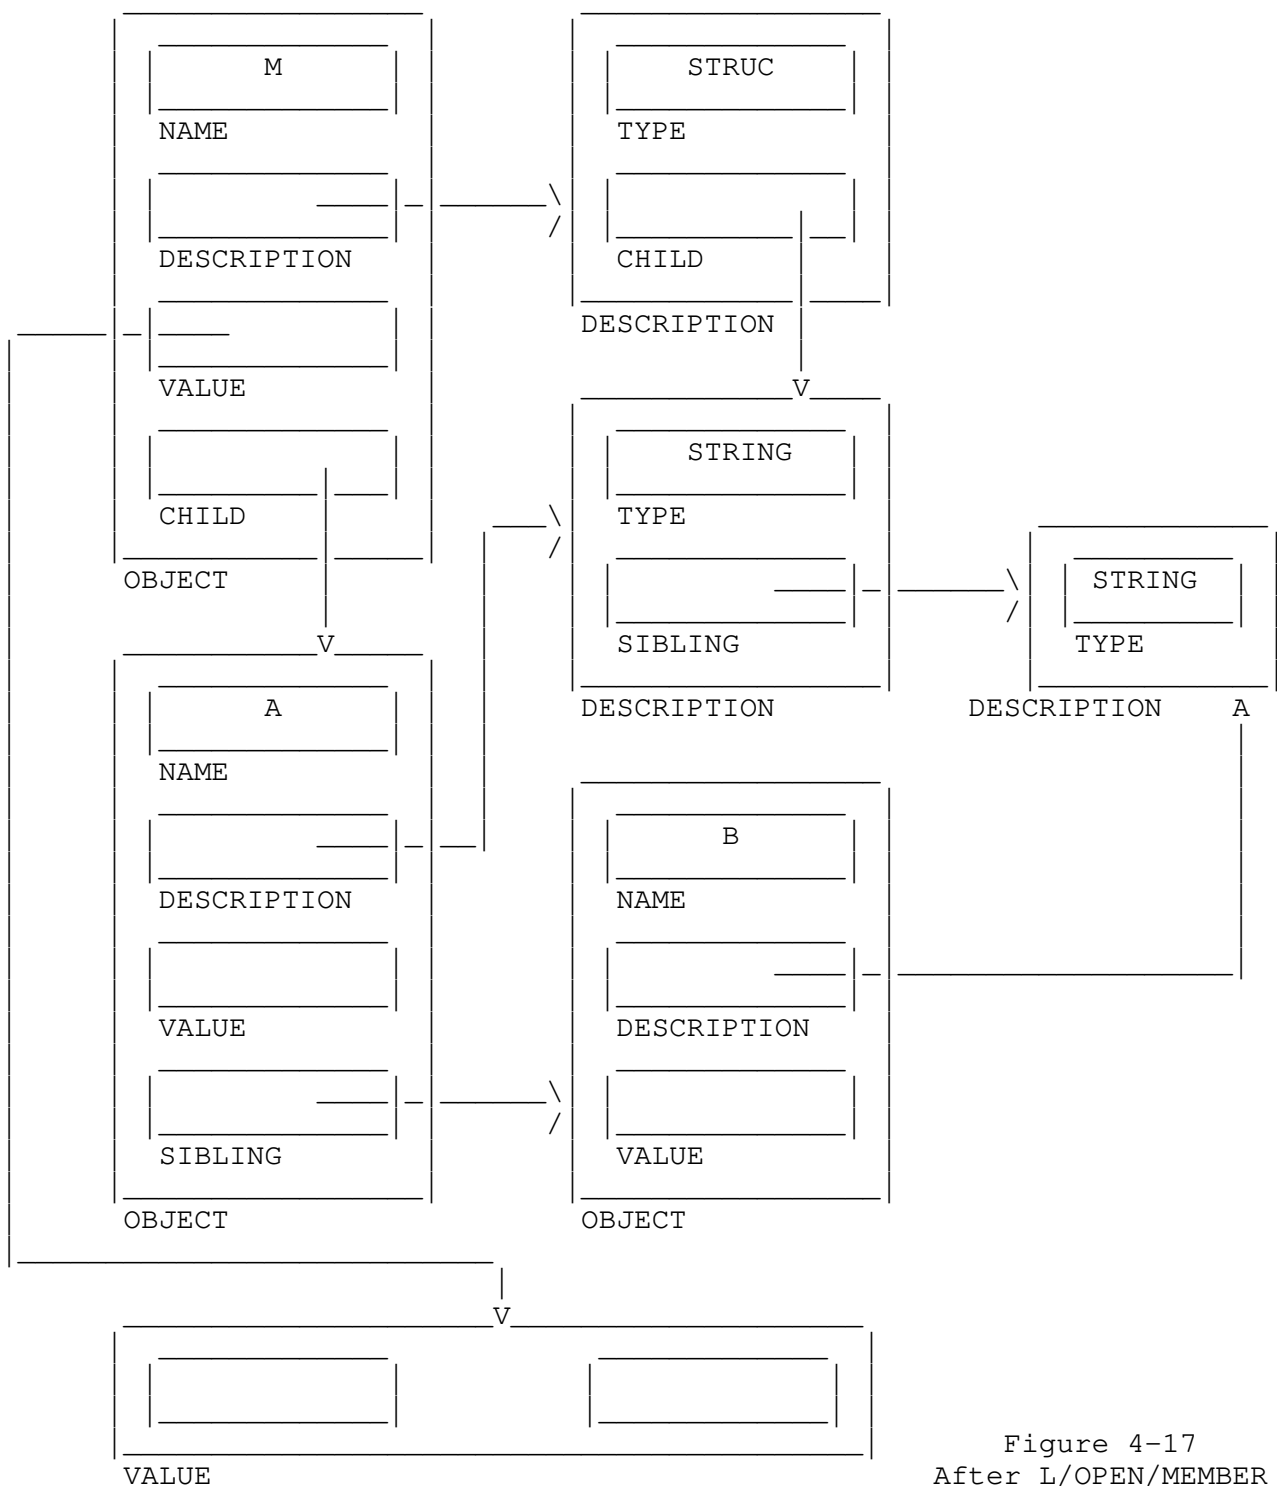 M STRUC
NAME TYPE
DESCRIPTION CHILD
DESCRIPTION
VALUE
STRING
CHILD TYPE
OBJECT STRING
SIBLING TYPE
A DESCRIPTION DESCRIPTION
NAME
B
DESCRIPTION NAME
VALUE DESCRIPTION
SIBLING VALUE
OBJECT OBJECT
Figure 4-17
VALUE After L/OPEN/MEMBER